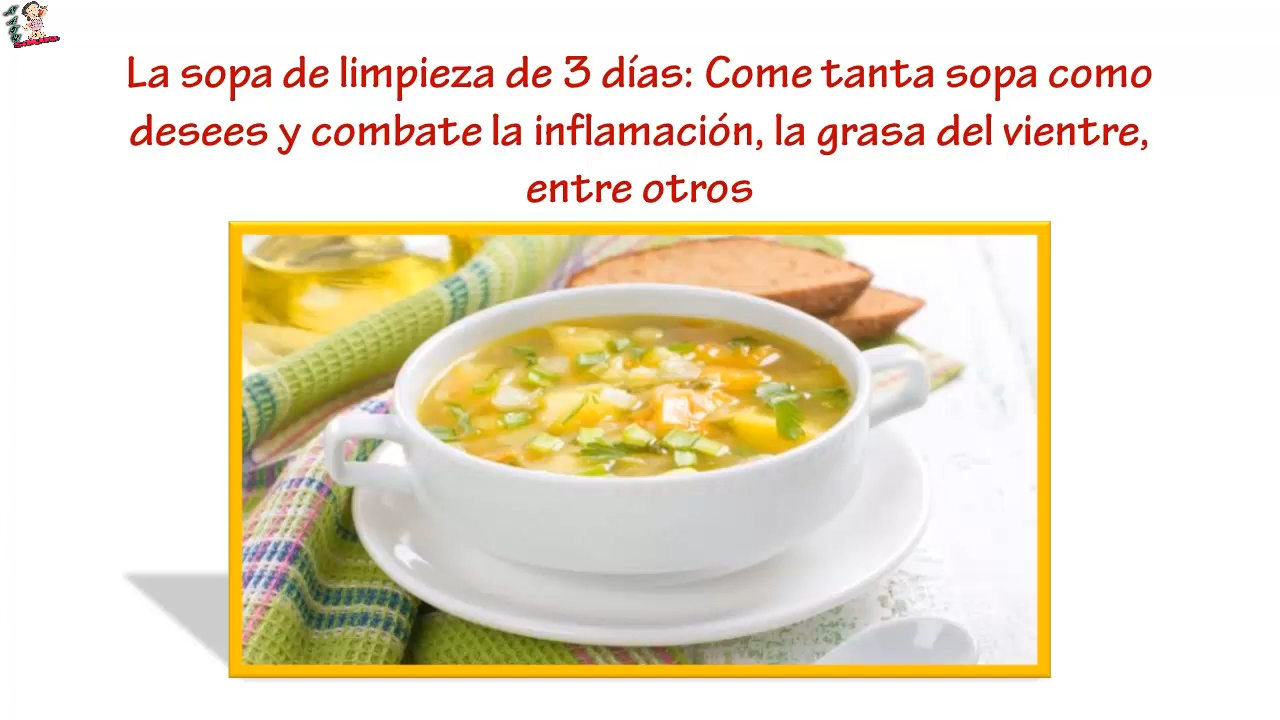 La sopa de limpieza de 3 días: Come tanta sopa como
desees y combate la inflamación, la grasa del vientre,
entre otros